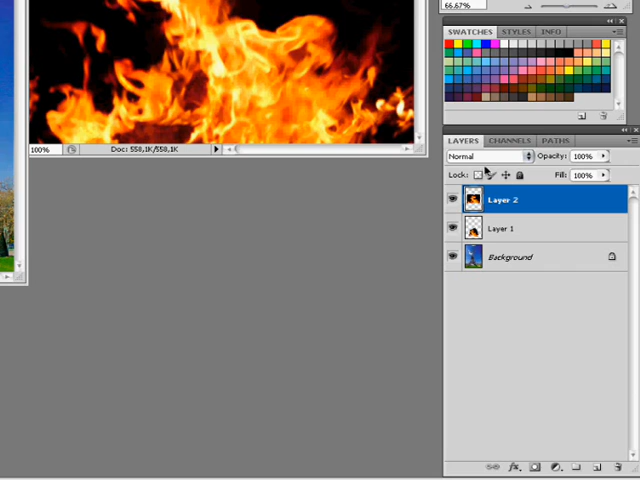 66.67%
SWATCHES STYLES INFO
100% Doc: 558,1K/558,1K
LAYERS CHANNELS PATHS
Normal Opacity: 100%
Lock: Fill: 100%
Layer 2
Layer 1
Background
fx.